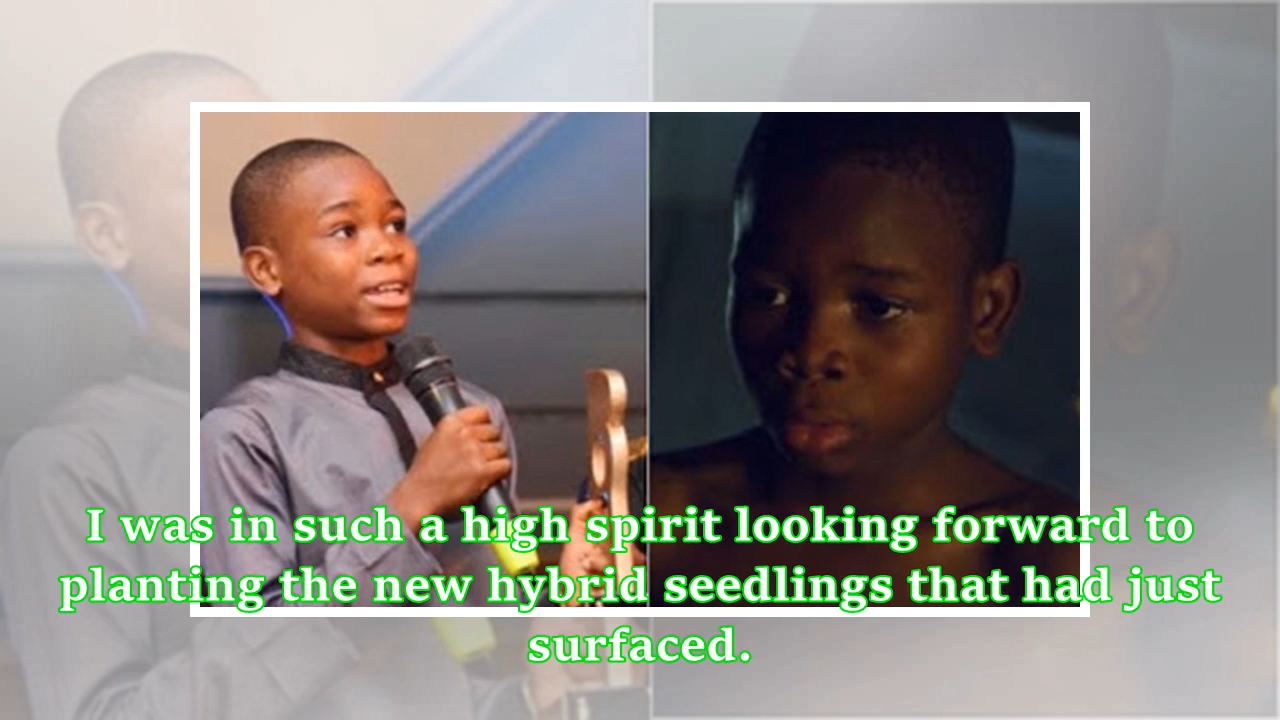 I was in such a high spirit looking forward to
planting the new hybrid seedlings that had just
surfaced.